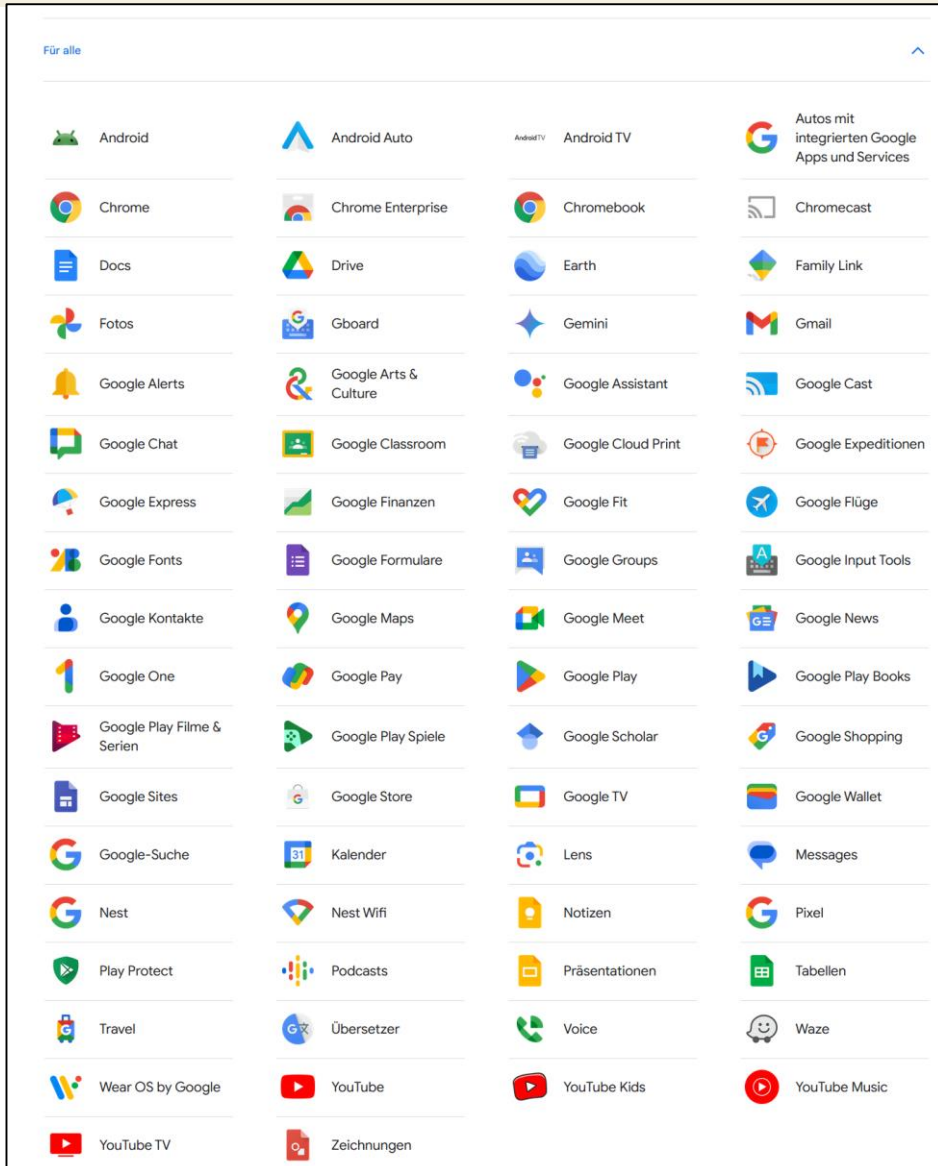 Für alle
Android
Android Auto
AndroidTV
Android TV
Autos mit
integrierten Google
Apps und Services
Chrome
Chrome Enterprise
Chromebook
Chromecast
Docs
Drive
Earth
Family Link
Fotos
Gboard
Gemini
Gmail
Google Alerts
Google Arts &
Culture
Google Assistant
Google Cast
Google Chat
Google Classroom
Google Cloud Print
Google Expeditionen
Google Express
Google Finanzen
Google Fit
Google Flüge
Google Fonts
Google Formulare
Google Groups
Google Input Tools
Google Kontakte
Google Maps
Google Meet
Google News
Google One
Google Pay
Google Play
Google Play Books
Google Play Filme &
Serien
Google Play Spiele
Google Scholar
Google Shopping
Google Sites
Google Store
Google TV
Google Wallet
Google-Suche
31
Kalender
Lens
Messages
Nest
Nest Wifi
Notizen
Pixel
Play Protect
Podcasts
Präsentationen
Tabellen
Travel
Übersetzer
Voice
Waze
Wear OS by Google
YouTube
YouTube Kids
YouTube Music
YouTube TV
Zeichnungen